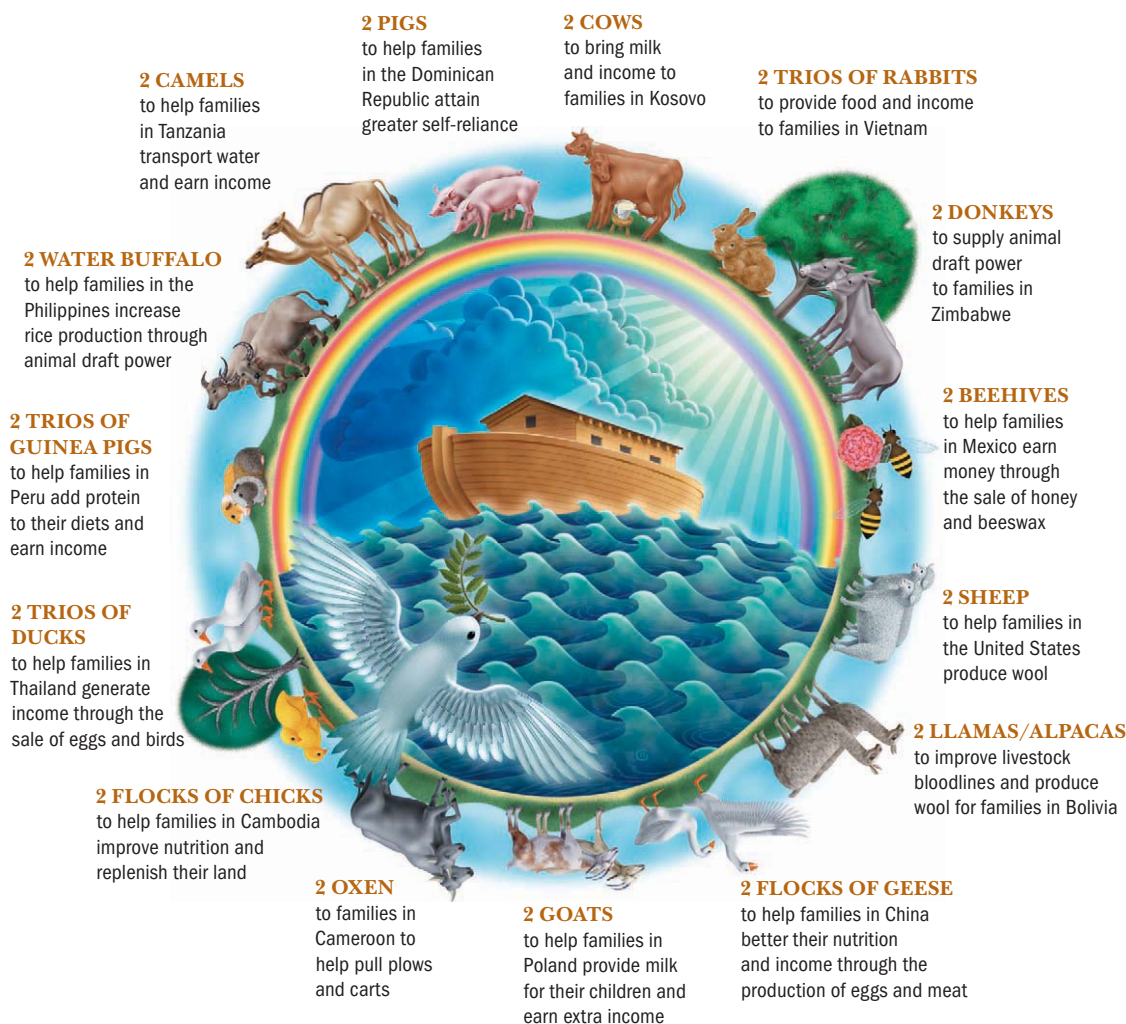 2 PIGS
to help families
in the Dominican
Republic attain
greater self-reliance
2 COWS
to bring milk
and income to
families in Kosovo
2 TRIOS OF RABBITS
to provide food and income
to families in Vietnam
2 DONKEYS
to supply animal
draft power
to families in
Zimbabwe
2 BEEHIVES
to help families
in Mexico earn
money through
the sale of honey
and beeswax
2 SHEEP
to help families in
the United States
produce wool
2 LLAMAS/ALPACAS
to improve livestock
bloodlines and produce
wool for families in Bolivia
2 FLOCKS OF GEESE
to help families in China
better their nutrition
and income through the
production of eggs and meat
2 GOATS
to help families in
Poland provide milk
for their children and
earn extra income
2 OXEN
to families in
Cameroon to
help pull plows
and carts
2 FLOCKS OF CHICKS
to help families in Cambodia
improve nutrition and
replenish their land
2 TRIOS OF
DUCKS
to help families in
Thailand generate
income through the
sale of eggs and birds
2 TRIOS OF
GUINEA PIGS
to help families in
Peru add protein
to their diets and
earn income
2 WATER BUFFALO
to help families in the
Philippines increase
rice production through
animal draft power
2 CAMELS
to help families
in Tanzania
transport water
and earn income